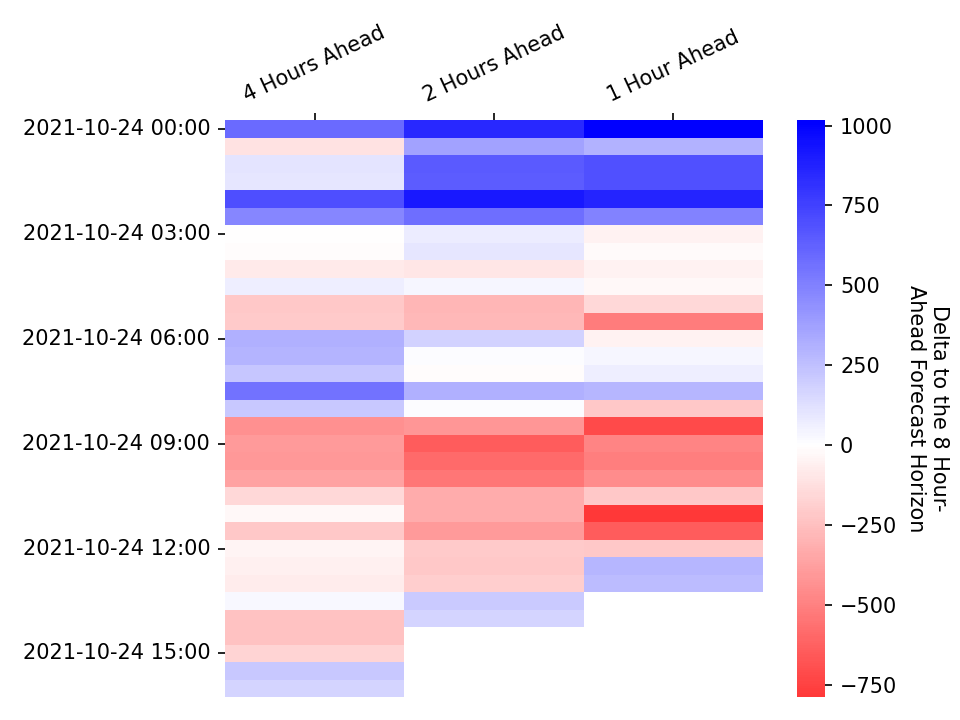 4 Hours Ahead
2 Hours Ahead
1 Hour Ahead
2021-10-24 00:00
2021-10-24 03:00
2021-10-24 06:00
2021-10-24 09:00
2021-10-24 12:00
2021-10-24 15:00
1000
750
500
250
0
−250
−500
−750
Delta to the 8 Hour-
Ahead Forecast Horizon